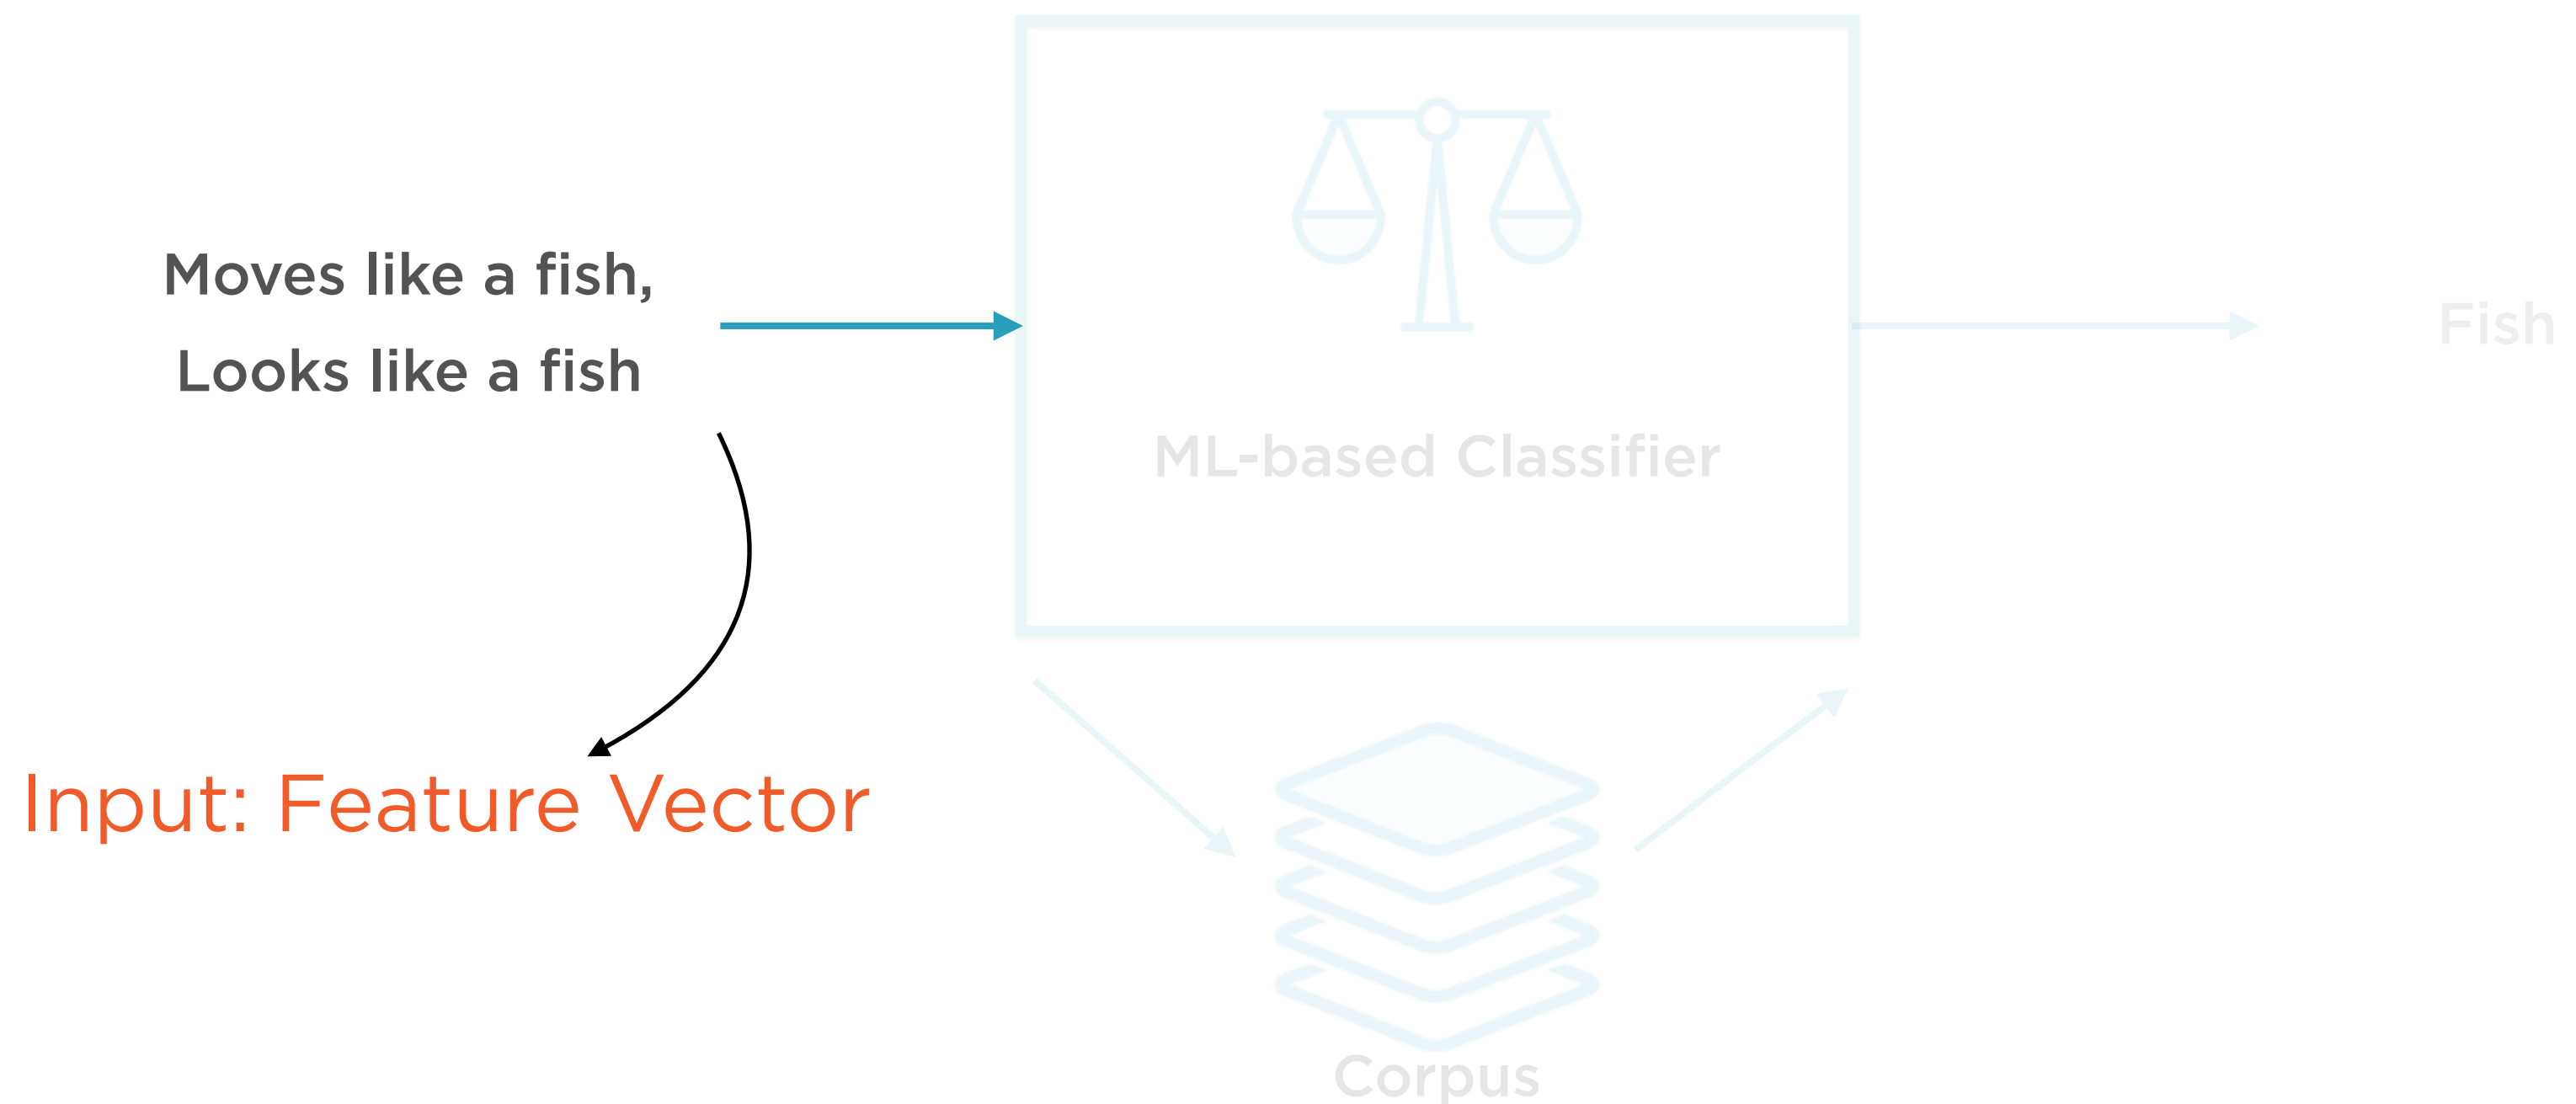 Moves like a fish,
Looks like a fish
ML-based Classifier
Fish
Input: Feature Vector
Corpus